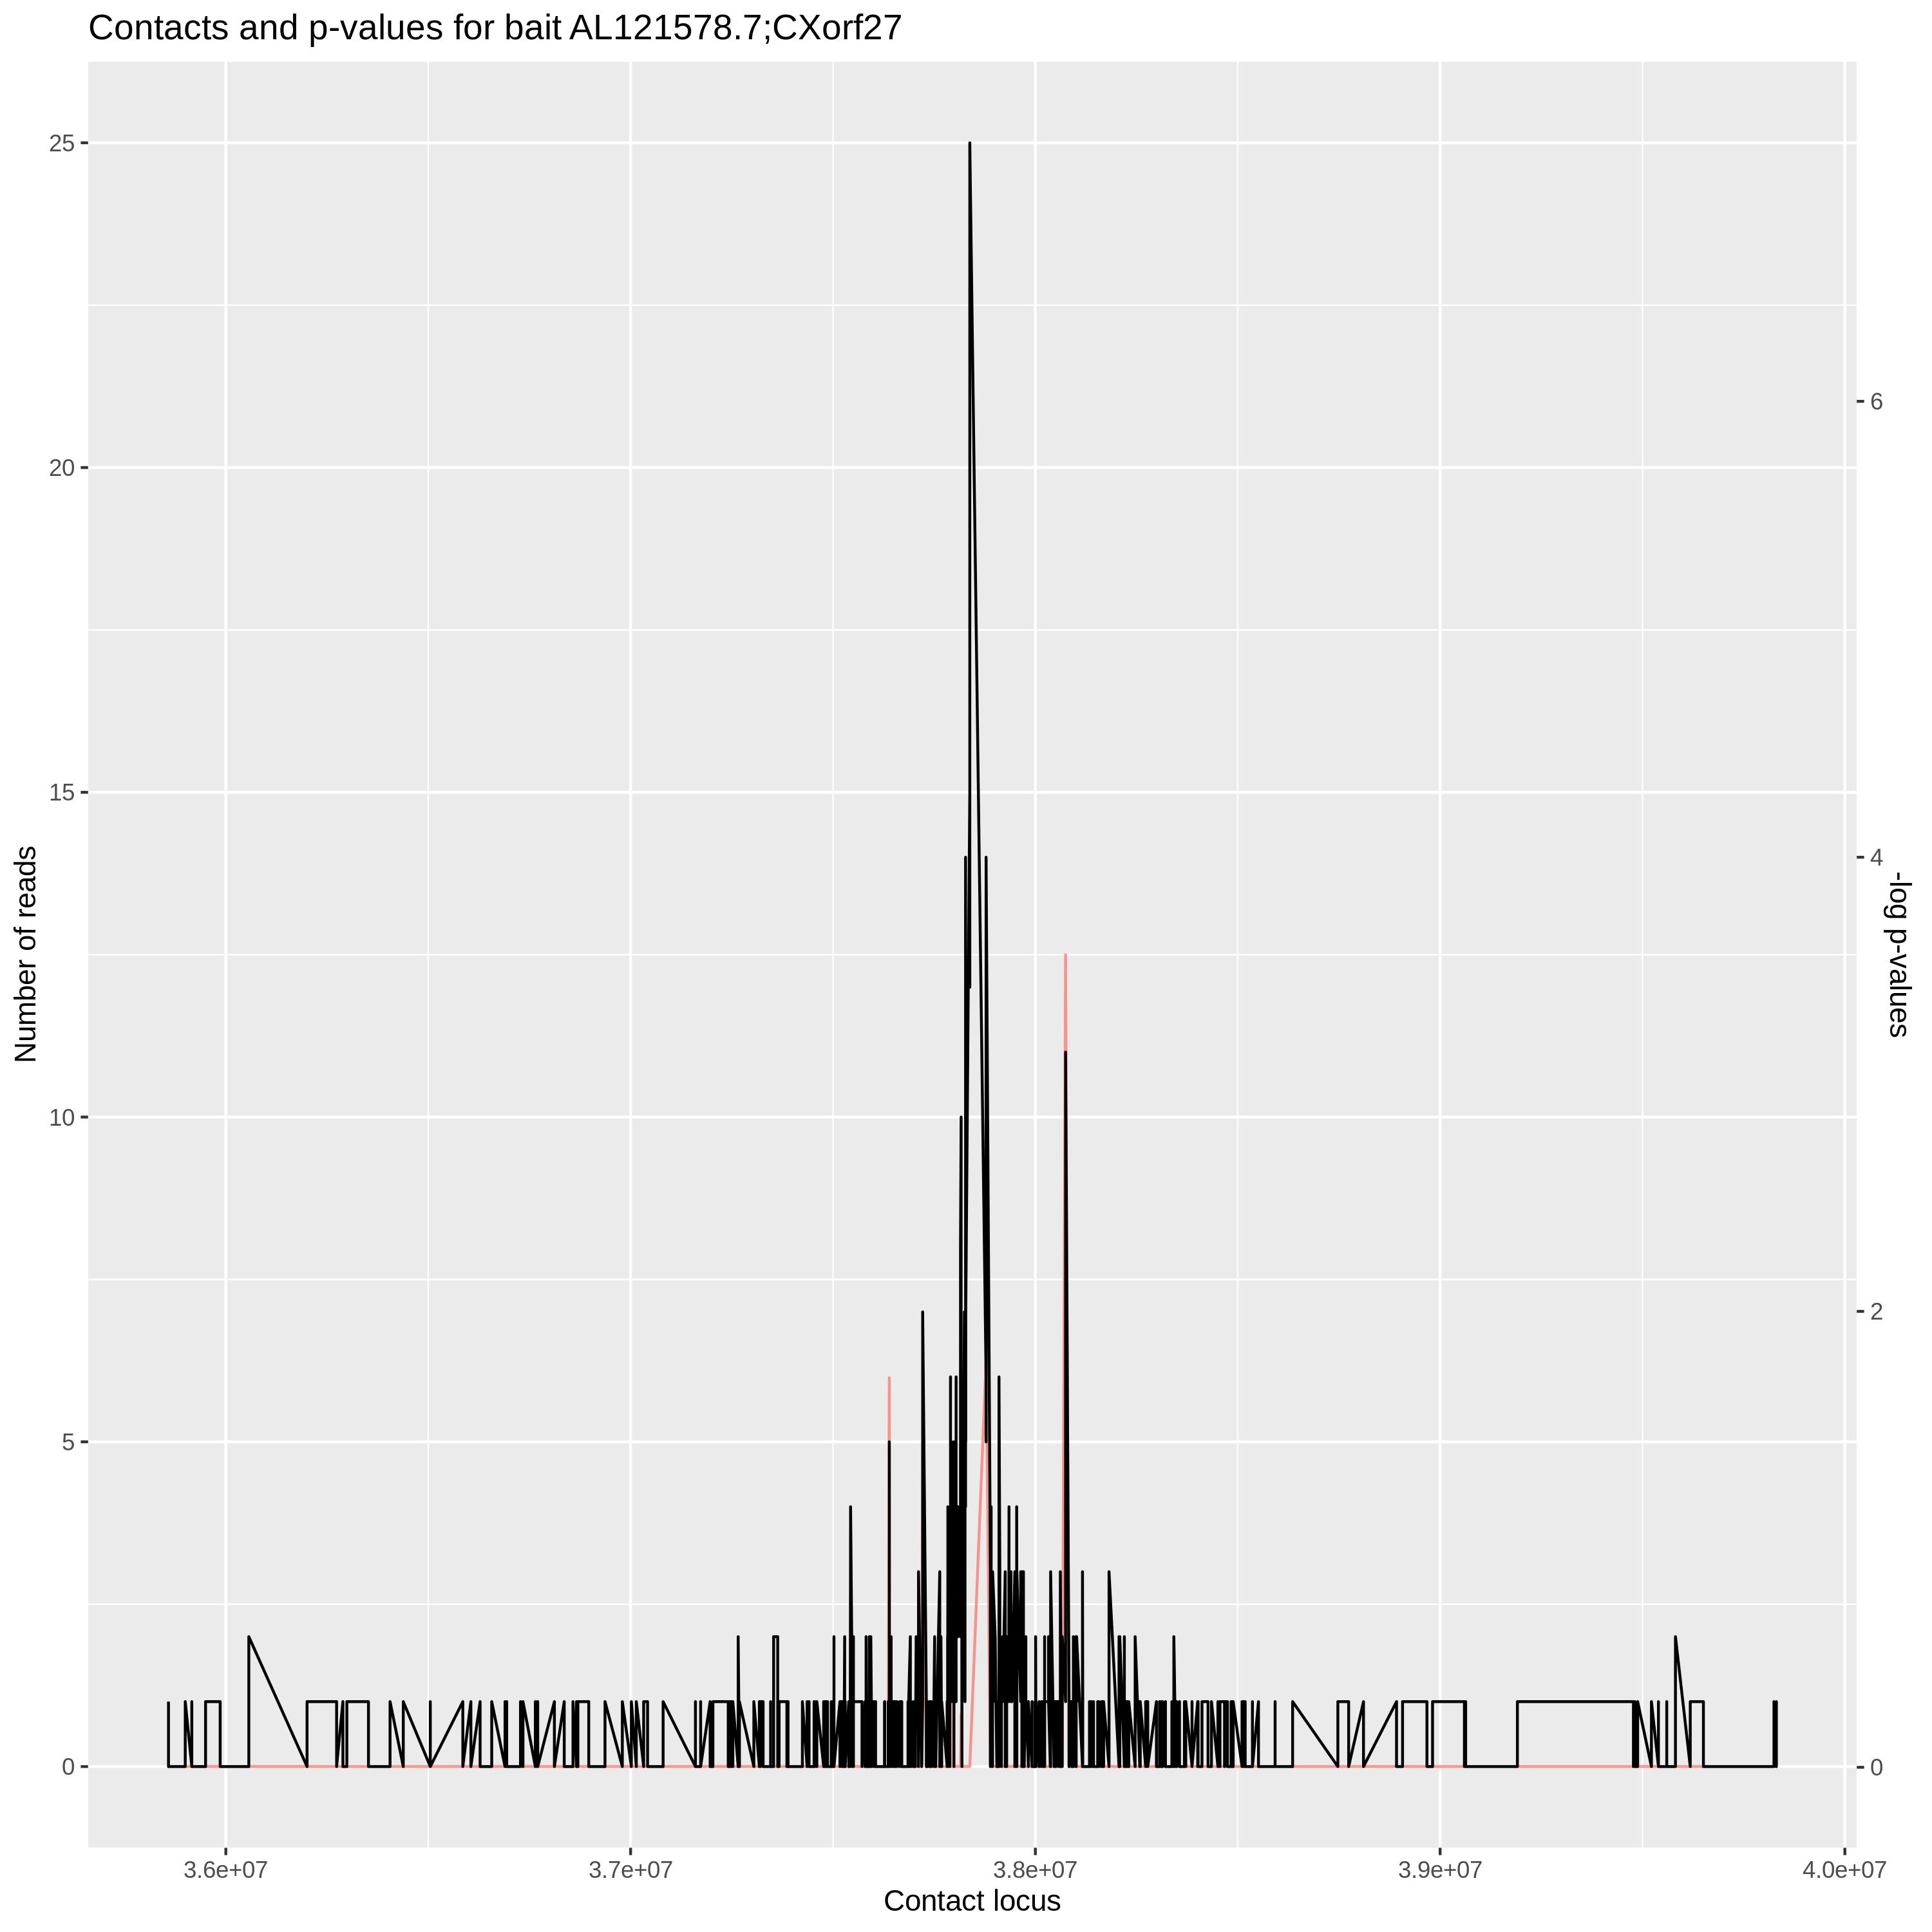 Contacts and p-values for bait AL121578.7;CXorf27
25
20
15
10
5
0
Number of reads
6
4
2
0
-log p-values
3.6e+07 3.7e+07 3.8e+07 3.9e+07 4.0e+07
Contact locus